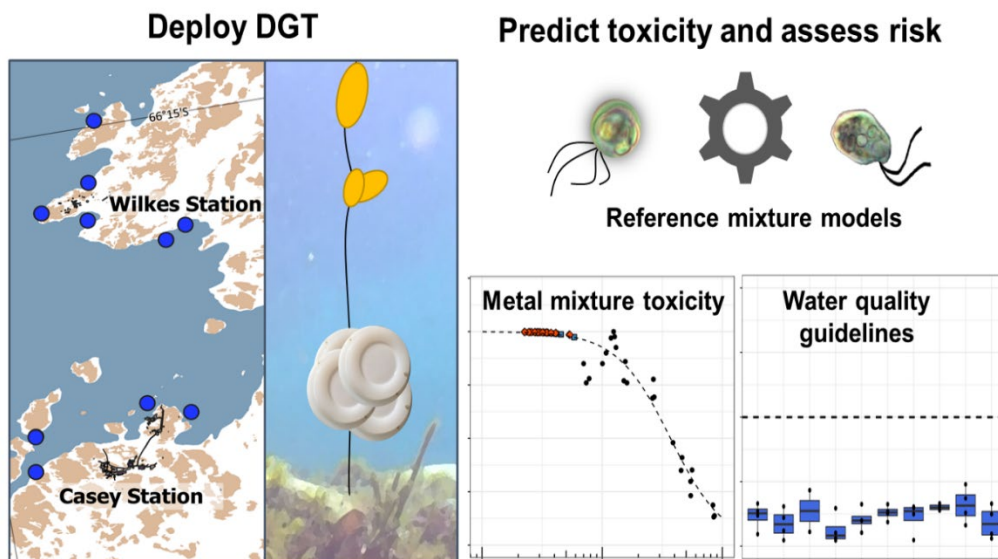 Deploy DGT
66°15'S
Wilkes Station
Casey Station
Predict toxicity and assess risk
Reference mixture models
Metal mixture toxicity
Water quality
guidelines